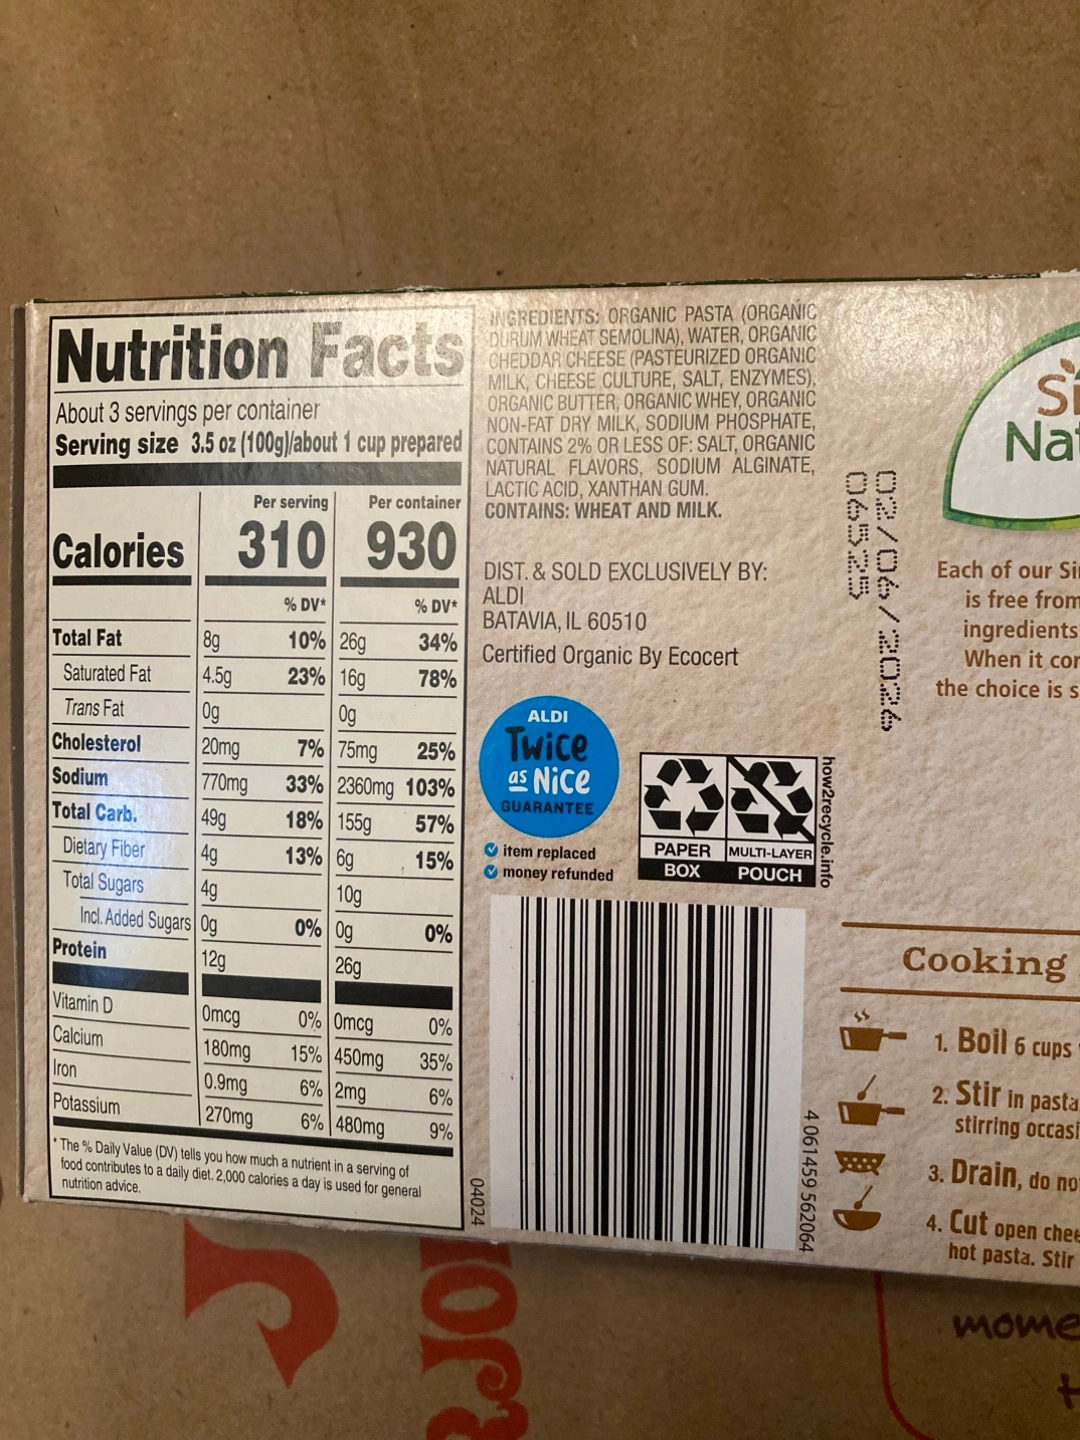 Nutrition Facts
About 3 servings per container
Serving size 3.5 oz (100g)/about 1 cup prepared
Per serving Per container
Calories 310 930
% DV* % DV*
Total Fat 8g 10% 26g 34%
Saturated Fat 4.5g 23% 16g 78%
Trans Fat 0g 0g
Cholesterol 20mg 7% 75mg 25%
Sodium 770mg 33% 2360mg 103%
Total Carb. 49g 18% 155g 57%
Dietary Fiber 4g 13% 6g 15%
Total Sugars 4g 10g
Incl. Added Sugars 0g 0% 0g 0%
Protein 12g 26g
Vitamin D 0mcg 0% 0mcg 0%
Calcium 180mg 15% 450mg 35%
Iron 0.9mg 6% 2mg 6%
Potassium 270mg 6% 480mg 9%
* The % Daily Value (DV) tells you how much a nutrient in a serving of
food contributes to a daily diet. 2,000 calories a day is used for general
nutrition advice.
INGREDIENTS: ORGANIC PASTA (ORGANIC
DURUM WHEAT SEMOLINA), WATER, ORGANIC
CHEDDAR CHEESE (PASTEURIZED ORGANIC
MILK, CHEESE CULTURE, SALT, ENZYMES),
ORGANIC BUTTER, ORGANIC WHEY, ORGANIC
NON-FAT DRY MILK, SODIUM PHOSPHATE,
CONTAINS 2% OR LESS OF: SALT, ORGANIC
NATURAL FLAVORS, SODIUM ALGINATE,
LACTIC ACID, XANTHAN GUM.
CONTAINS: WHEAT AND MILK.
DIST. & SOLD EXCLUSIVELY BY:
ALDI
BATAVIA, IL 60510
Certified Organic By Ecocert
ALDI
Twice
as Nice
GUARANTEE
item replaced
money refunded
PAPER MULTI-LAYER
BOX POUCH
how2recycle.info
04024
4 061459 562064
02/06/2026
06525
Si
Nat
Each of our Si
is free from
ingredients
When it co
the choice is s
Cooking
1. Boil 6 cups
2. Stir in pasta
stirring occasi
3. Drain, do no
4. Cut open chee
hot pasta. Stir
RJO
mome